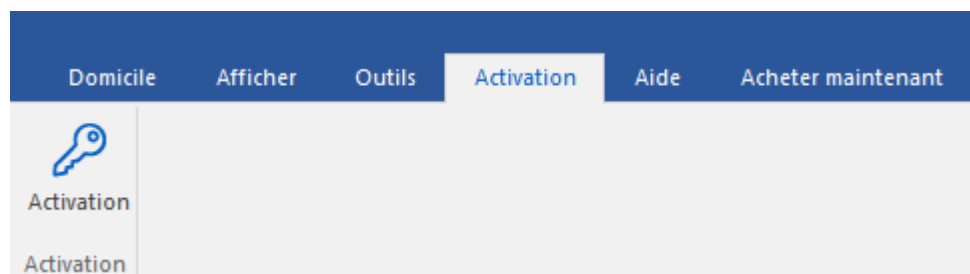 Domicile Afficher Outils Activation Aide Acheter maintenant
Activation
Activation